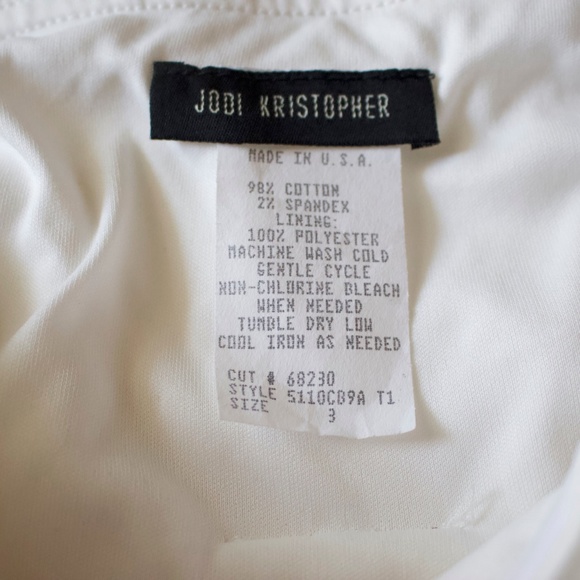 JODI KRISTOPHER
MADE IN U.S.A.
98% COTTON
2% SPANDEX
LINING:
100% POLYESTER
MACHINE WASH COLD
GENTLE CYCLE
NON-CHLORINE BLEACH
WHEN NEEDED
TUMBLE DRY LOW
COOL IRON AS NEEDED
CUT # 68230
STYLE 5110CB9A T1
SIZE 3